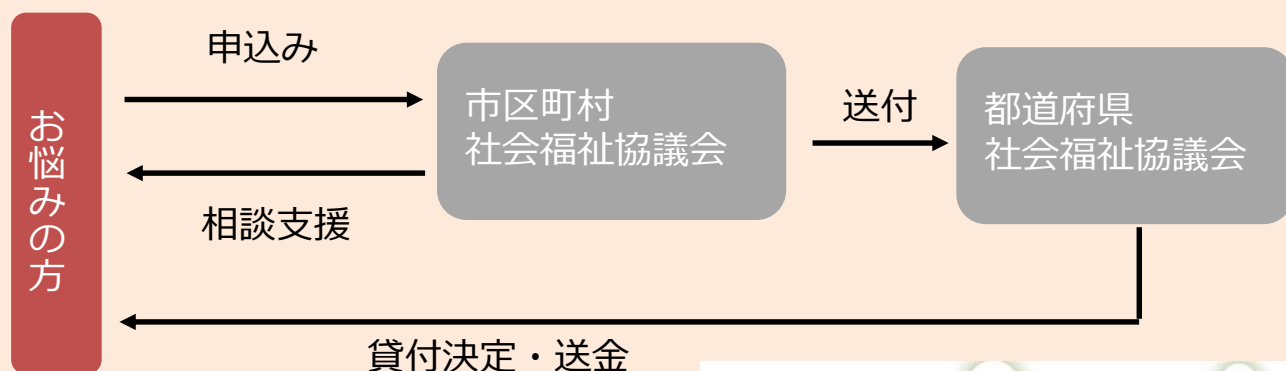 お悩みの方
申込み
市区町村
社会福祉協議会
送付
都道府県
社会福祉協議会
相談支援
貸付決定・送金